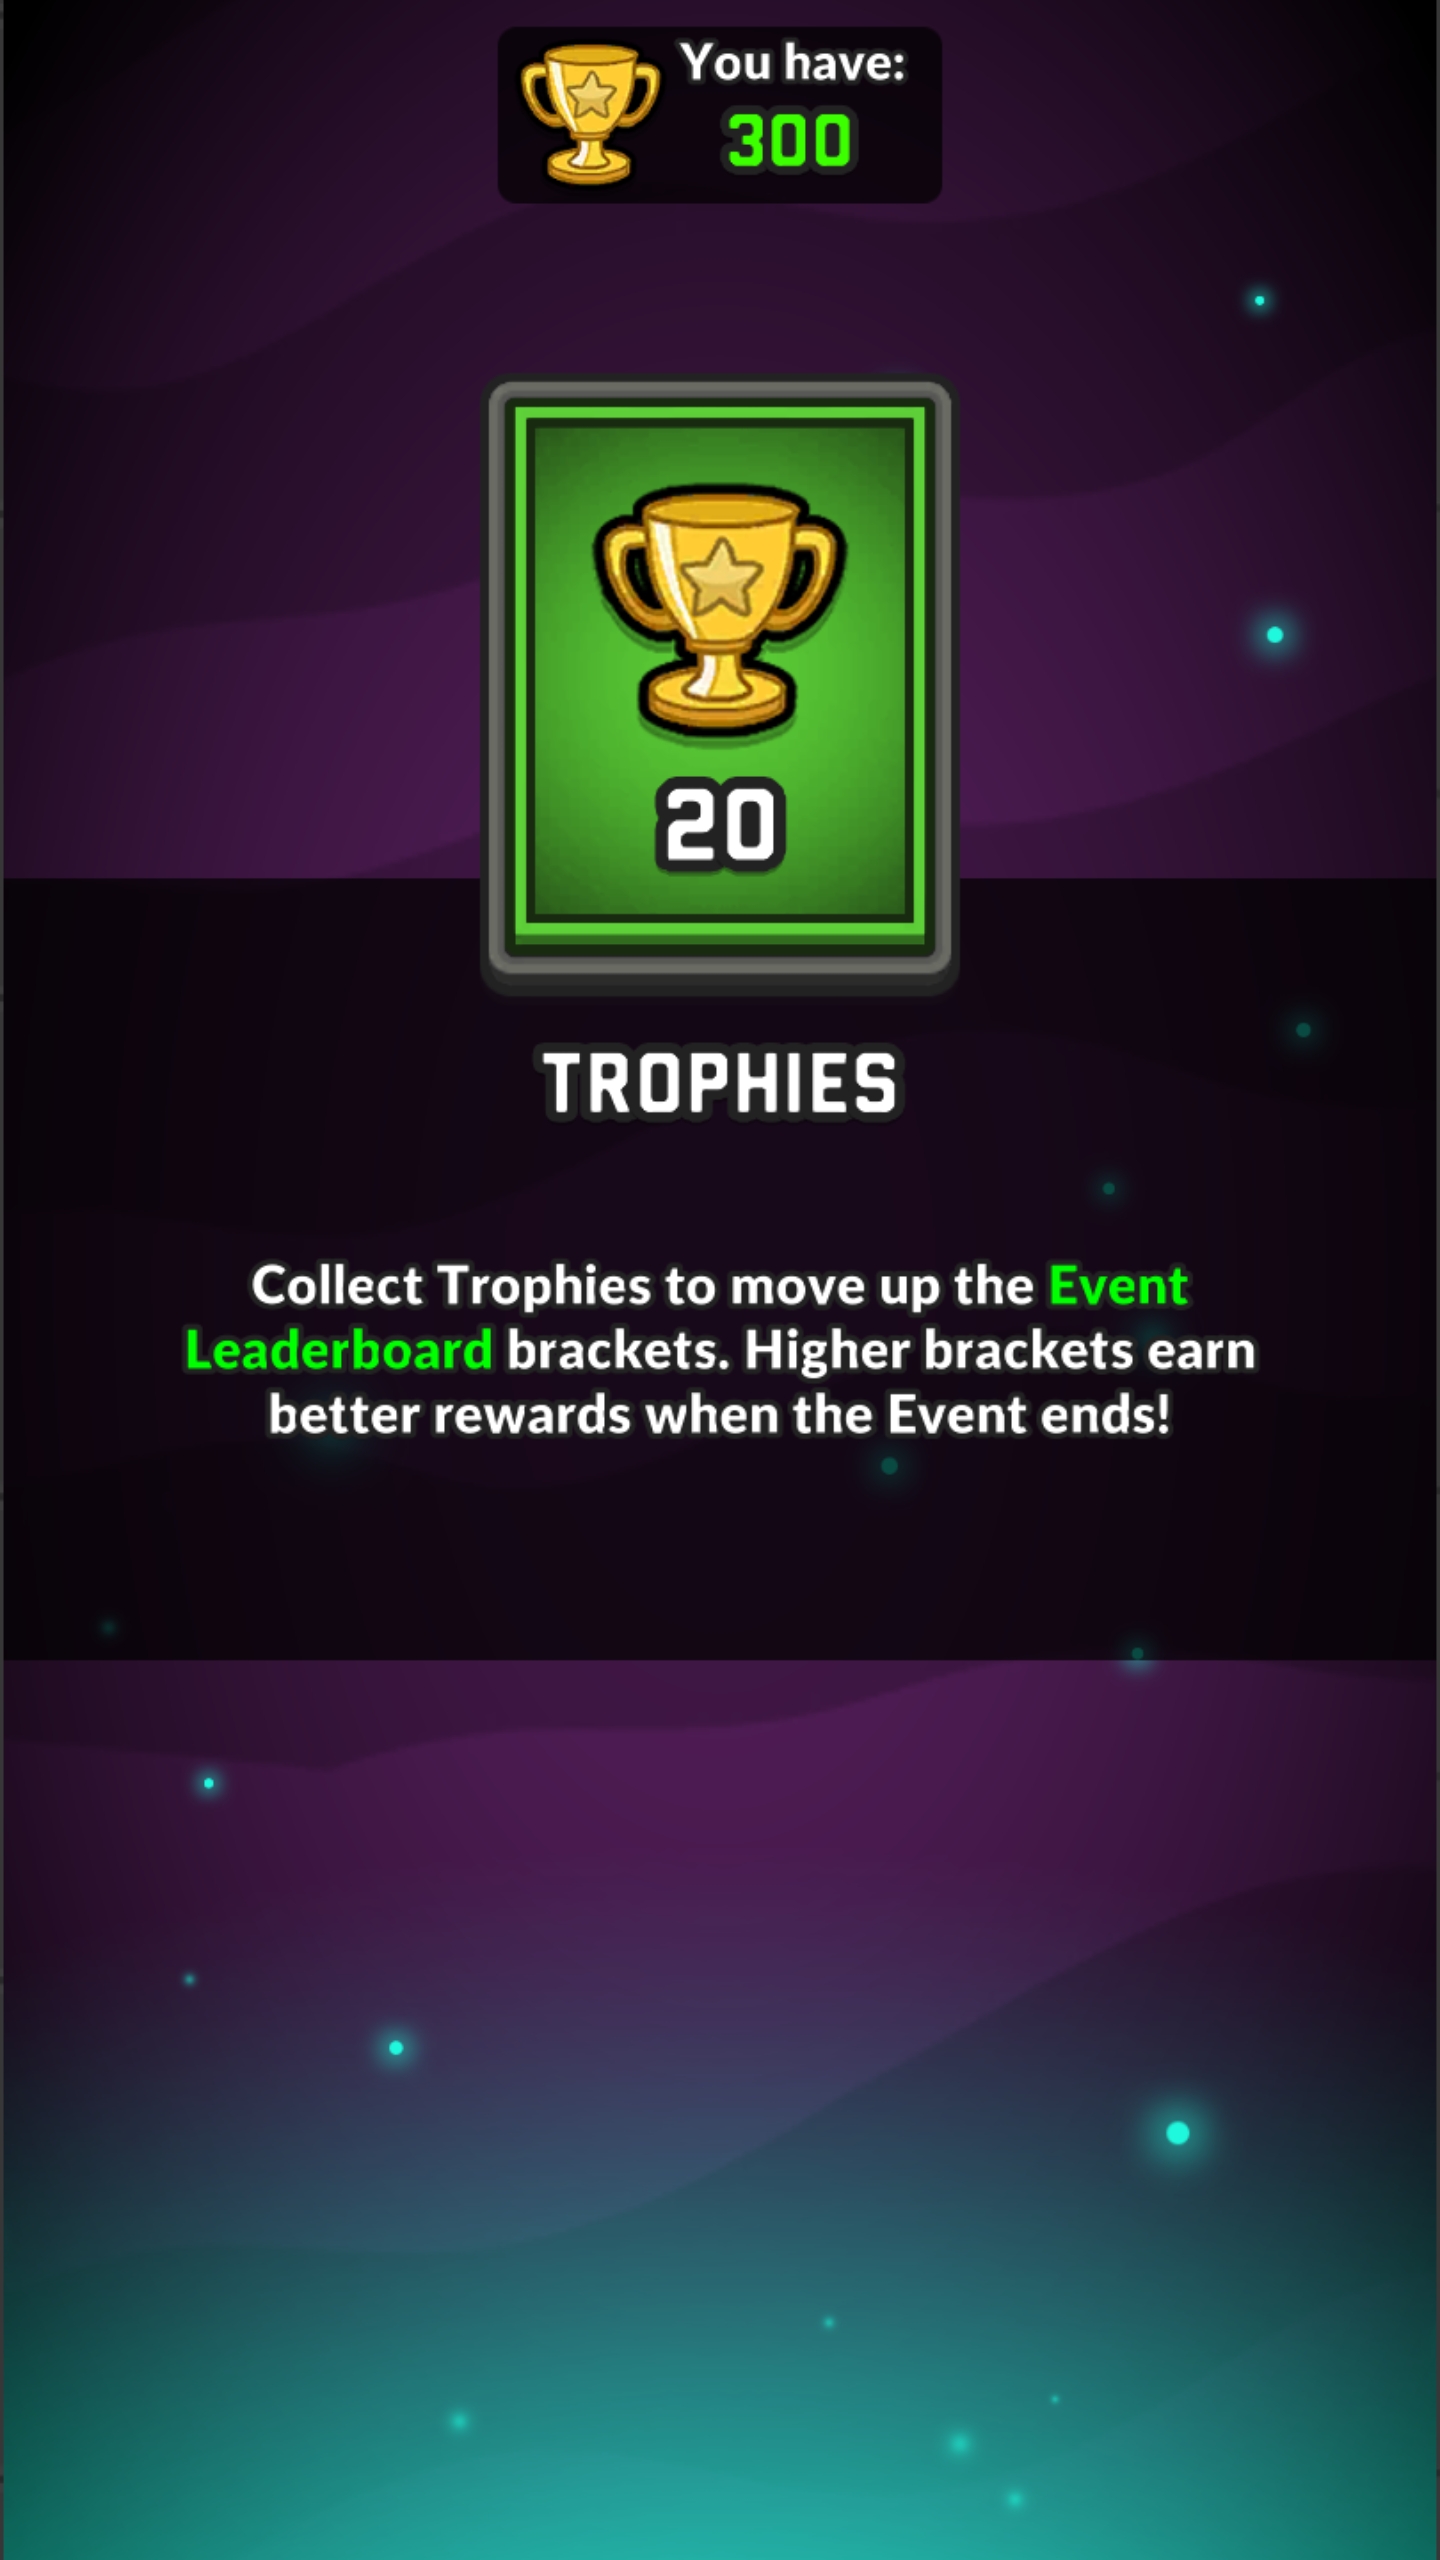 You have:
300
20
TROPHIES
Collect Trophies to move up the Event
Leaderboard brackets. Higher brackets earn
better rewards when the Event ends!